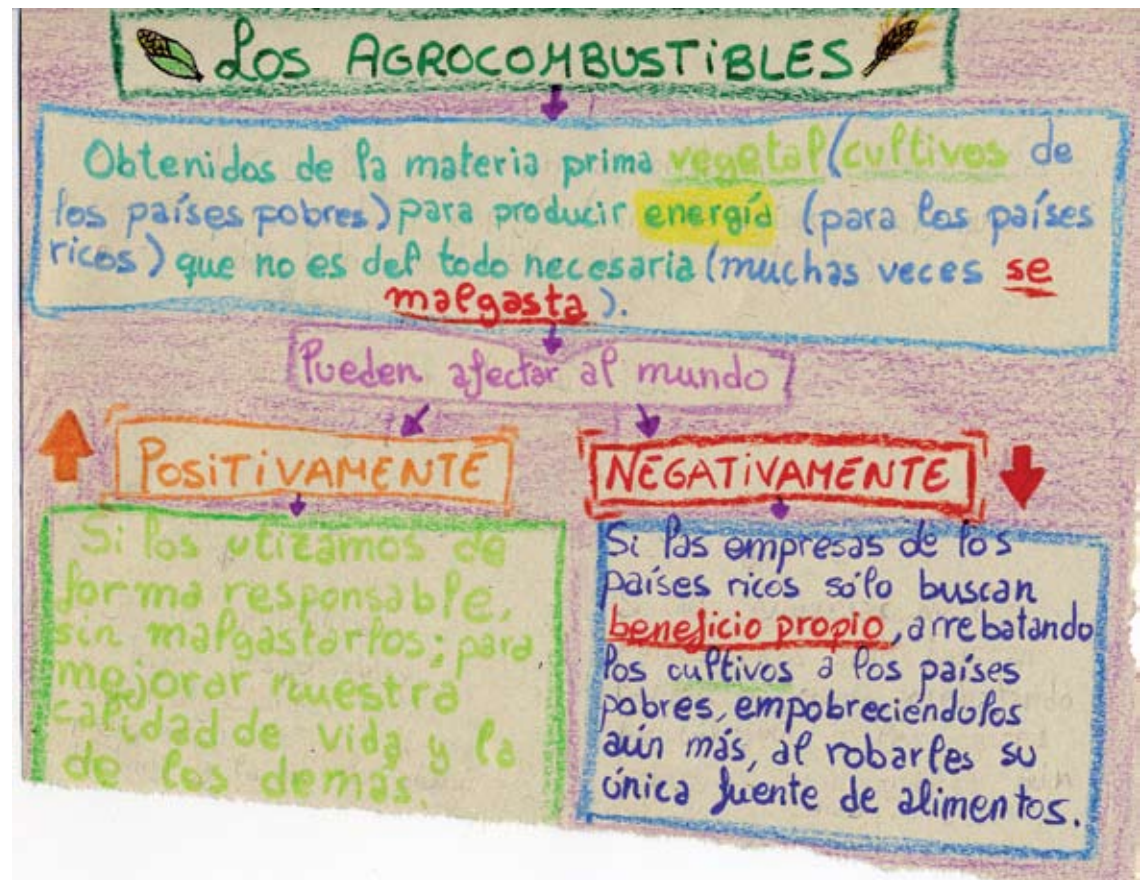 Los AGROCOMBUSTiBLES
Obtenidos de la materia prima vegetal (cultivos de
los países pobres) para producir energía (para los países
ricos) que no es del todo necesaria (muchas veces se
malgasta).
Pueden afectar al mundo
POSiTiVAMENTE
NEGATiVAMENTE
Si los utizamos de
forma responsable,
sin malgastarlos; para
mejorar nuestra
calidad de vida y la
de los demás.
Si las empresas de los
países ricos sólo buscan
beneficio propio, arrebatando
los cultivos a los países
pobres, empobreciéndolos
aún más, al robarles su
única fuente de alimentos.